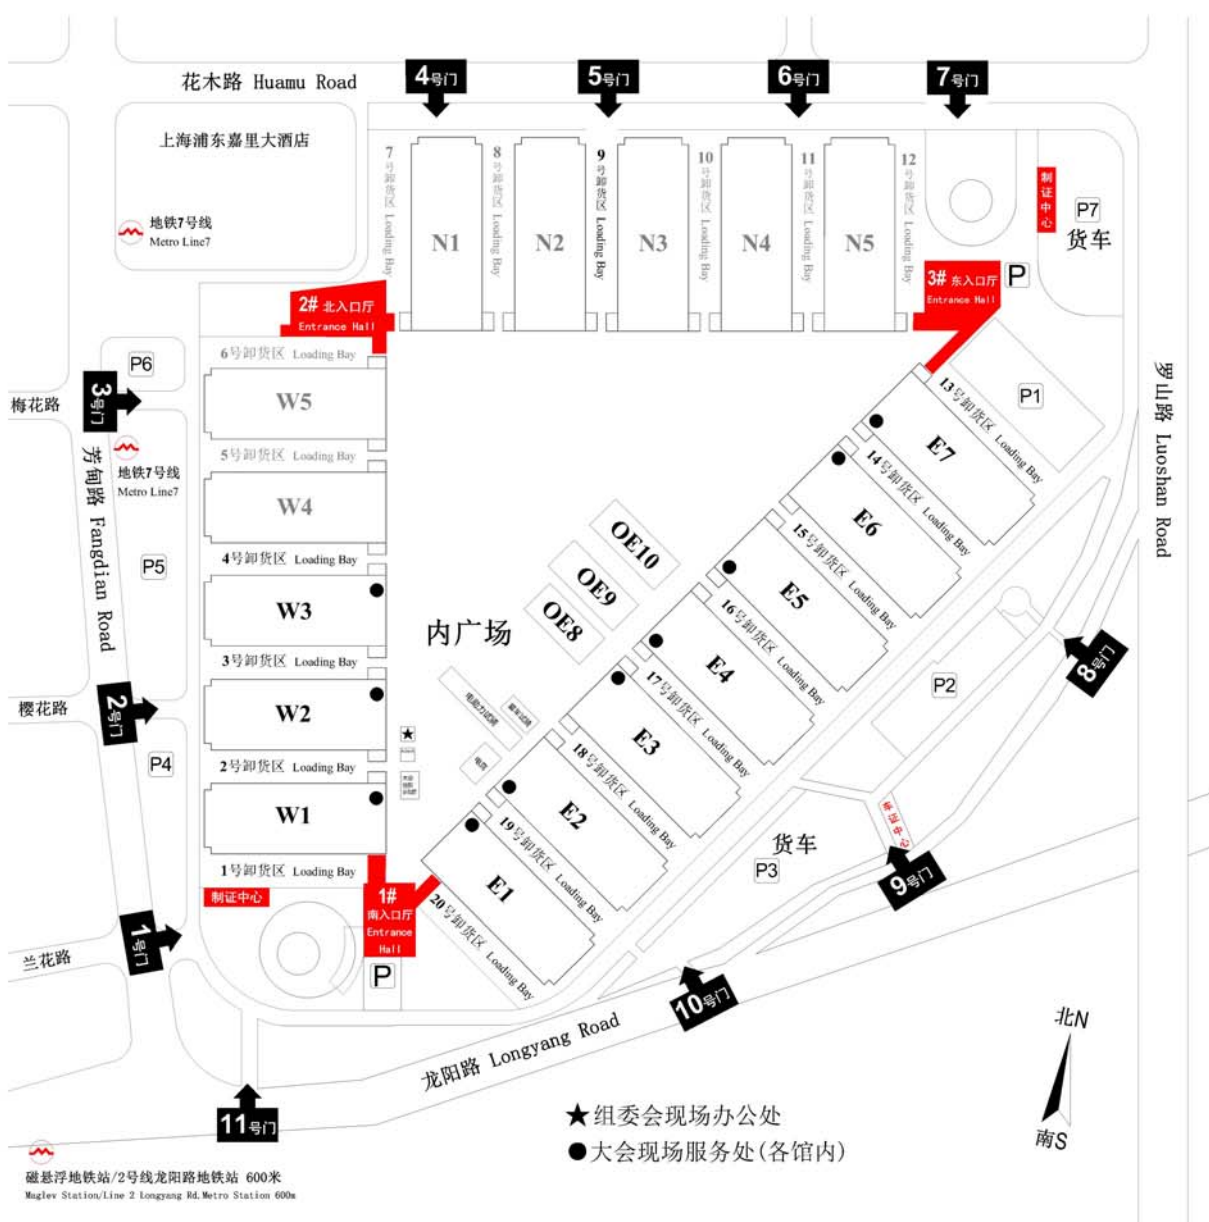 花木路 Huamu Road
4号门
5号门
6号门
7号门
上海浦东嘉里大酒店
地铁7号线
Metro Line7
7号卸货区 Loading Bay
N1
8号卸货区 Loading Bay
N2
9号卸货区 Loading Bay
N3
10号卸货区 Loading Bay
N4
11号卸货区 Loading Bay
N5
12号卸货区 Loading Bay
制证中心
P7
货车
2# 北入口厅
Entrance Hall
3# 东入口厅
Entrance Hall
P
P6
3号门
梅花路
地铁7号线
Metro Line7
芳甸路 Fangdian Road
P5
2号门
樱花路
P4
1号门
兰花路
6号卸货区 Loading Bay
W5
5号卸货区 Loading Bay
W4
4号卸货区 Loading Bay
W3
3号卸货区 Loading Bay
W2
2号卸货区 Loading Bay
W1
1号卸货区 Loading Bay
制证中心
1#
南入口厅
Entrance
Hall
P
内广场
OE10
OE9
OE8
P1
13号卸货区 Loading Bay
E7
14号卸货区 Loading Bay
E6
15号卸货区 Loading Bay
E5
16号卸货区 Loading Bay
E4
17号卸货区 Loading Bay
E3
18号卸货区 Loading Bay
E2
19号卸货区 Loading Bay
E1
20号卸货区 Loading Bay
罗山路 Luoshan Road
8号门
P2
制证中心
货车
P3
9号门
10号门
龙阳路 Longyang Road
11号门
北N
南S
★组委会现场办公处
●大会现场服务处(各馆内)
磁悬浮地铁站/2号线龙阳路地铁站 600米
Maglev Station/Line 2 Longyang Rd.Metro Station 600m